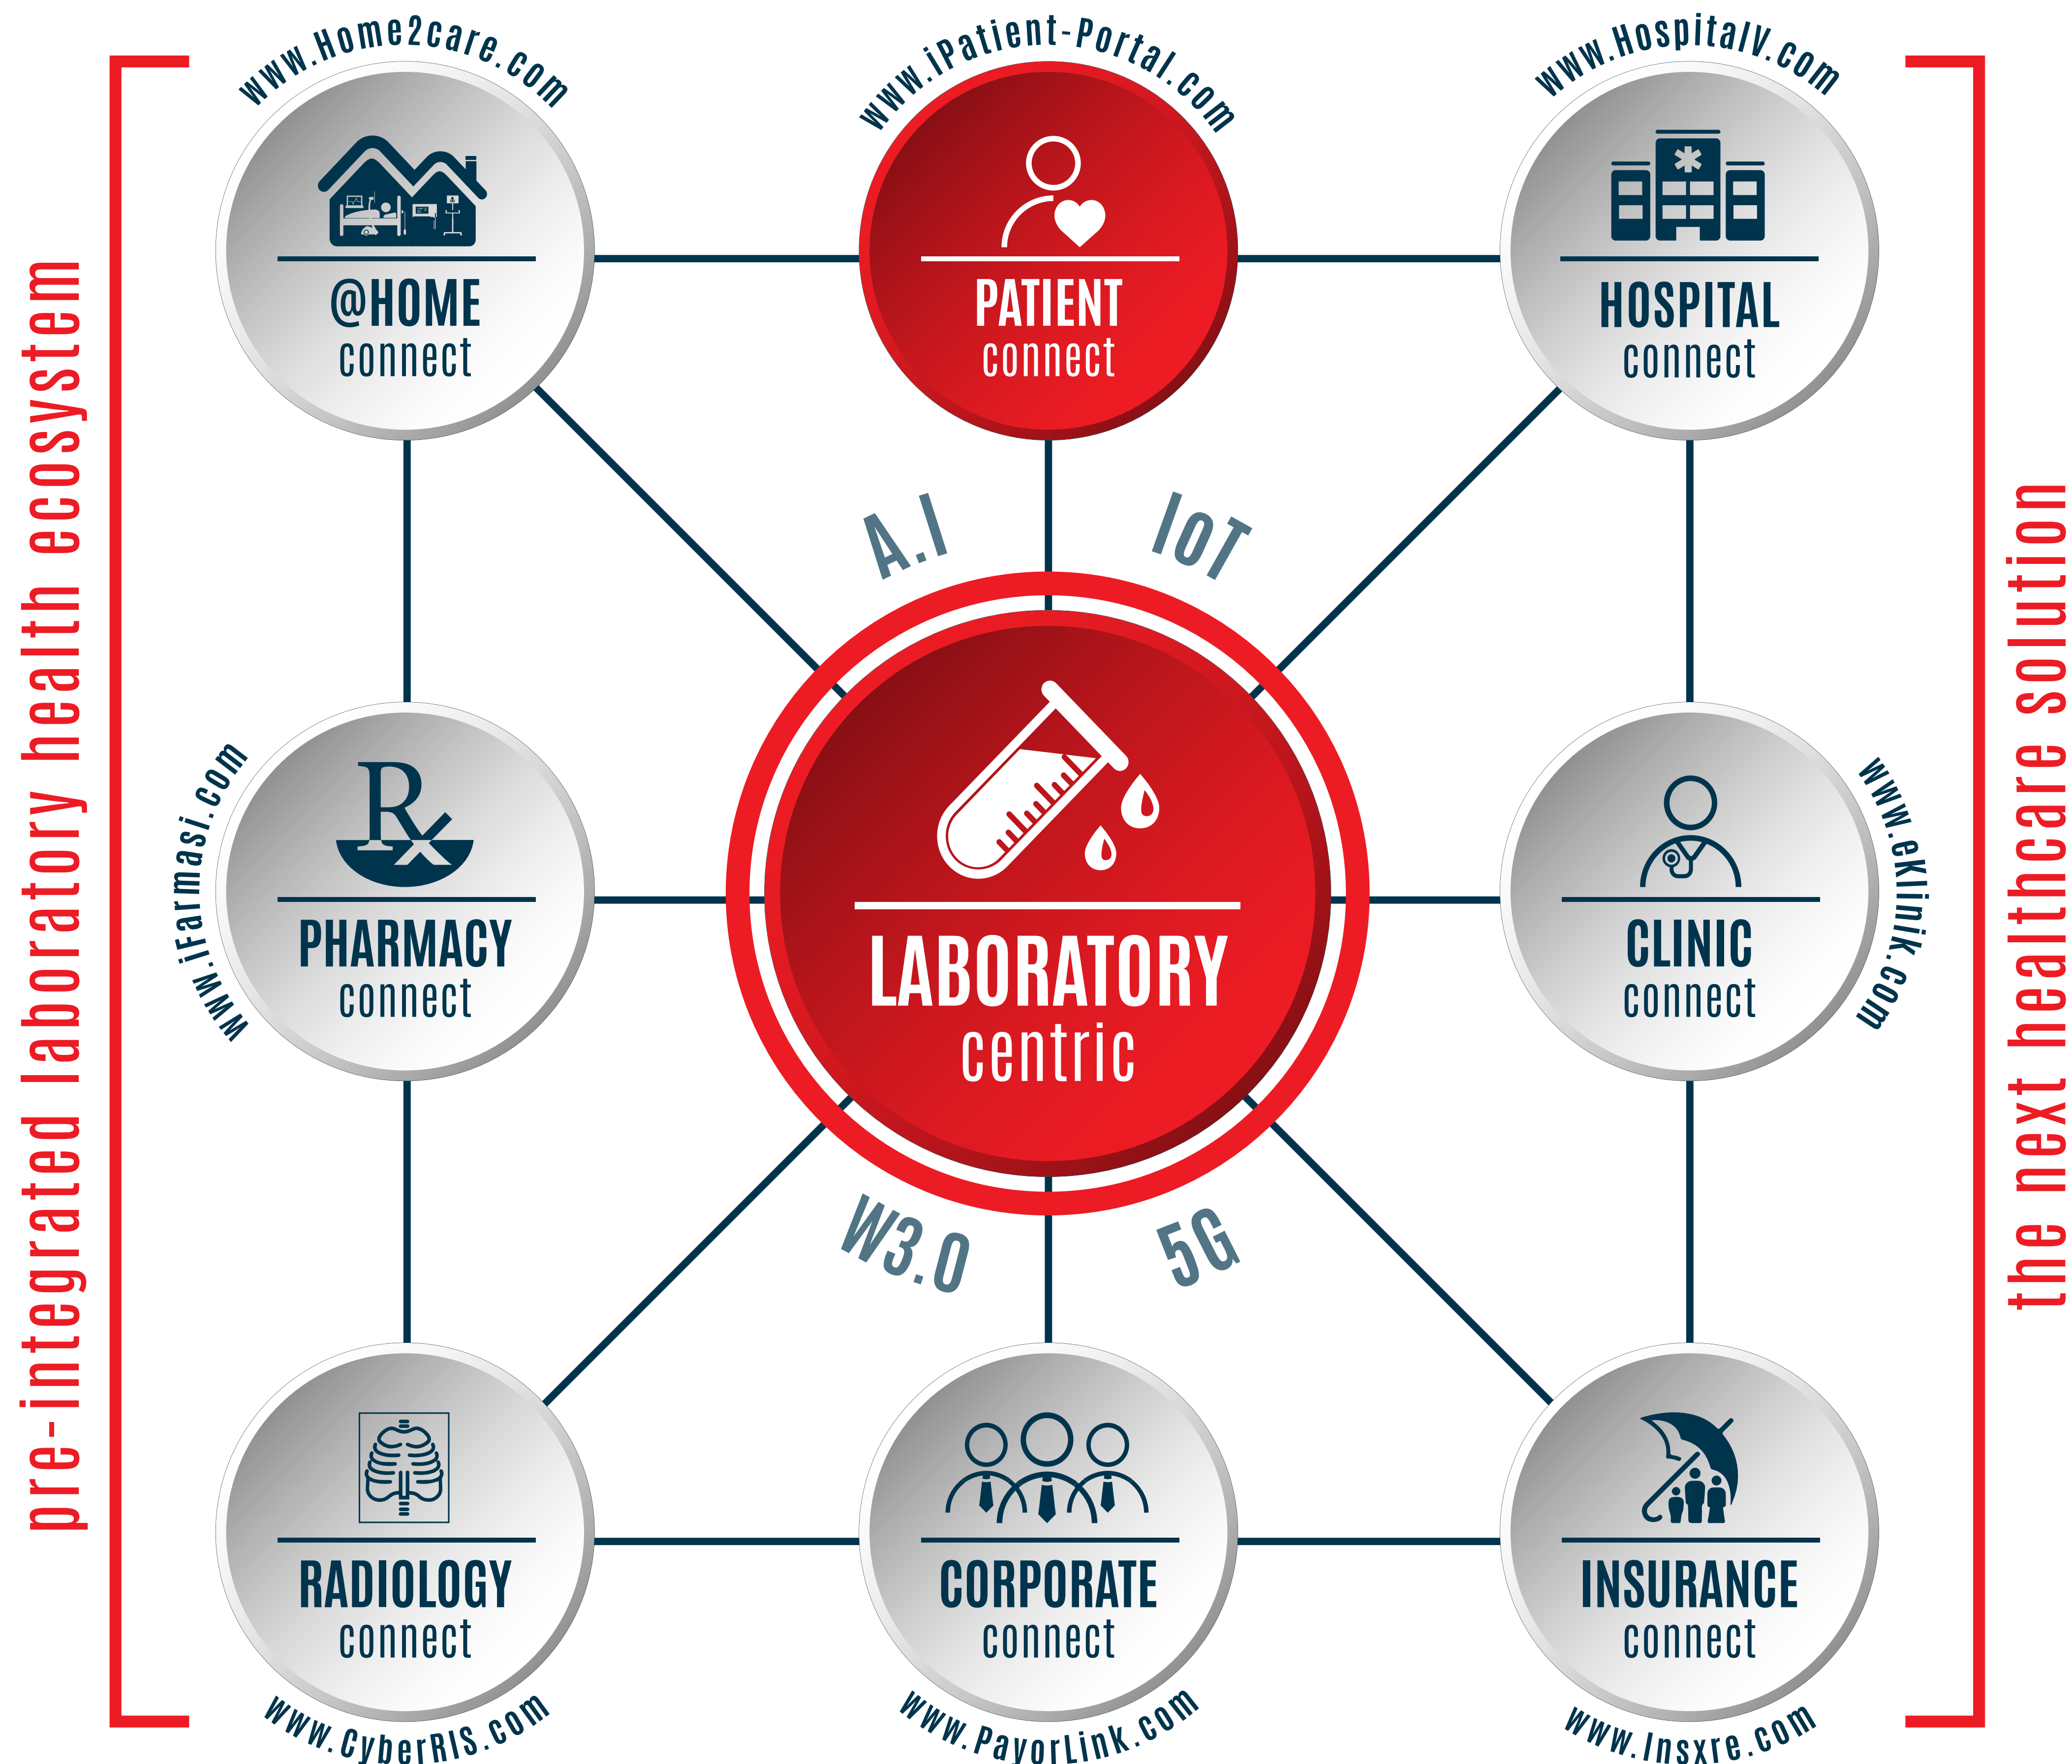 www.Home2care.com
www.iPatient-Portal.com
www.HospitalV.com
@HOME
connect
PATIENT
connect
HOSPITAL
connect
pre-integrated laboratory health ecosystem
the next healthcare solution
A.I
IoT
www.iFarmasi.com
Rx
PHARMACY
connect
LABORATORY
centric
CLINIC
connect
www.eKlinik.com
W3.0
5G
RADIOLOGY
connect
CORPORATE
connect
INSURANCE
connect
www.CyberRIS.com
www.PayorLink.com
www.Insxre.com